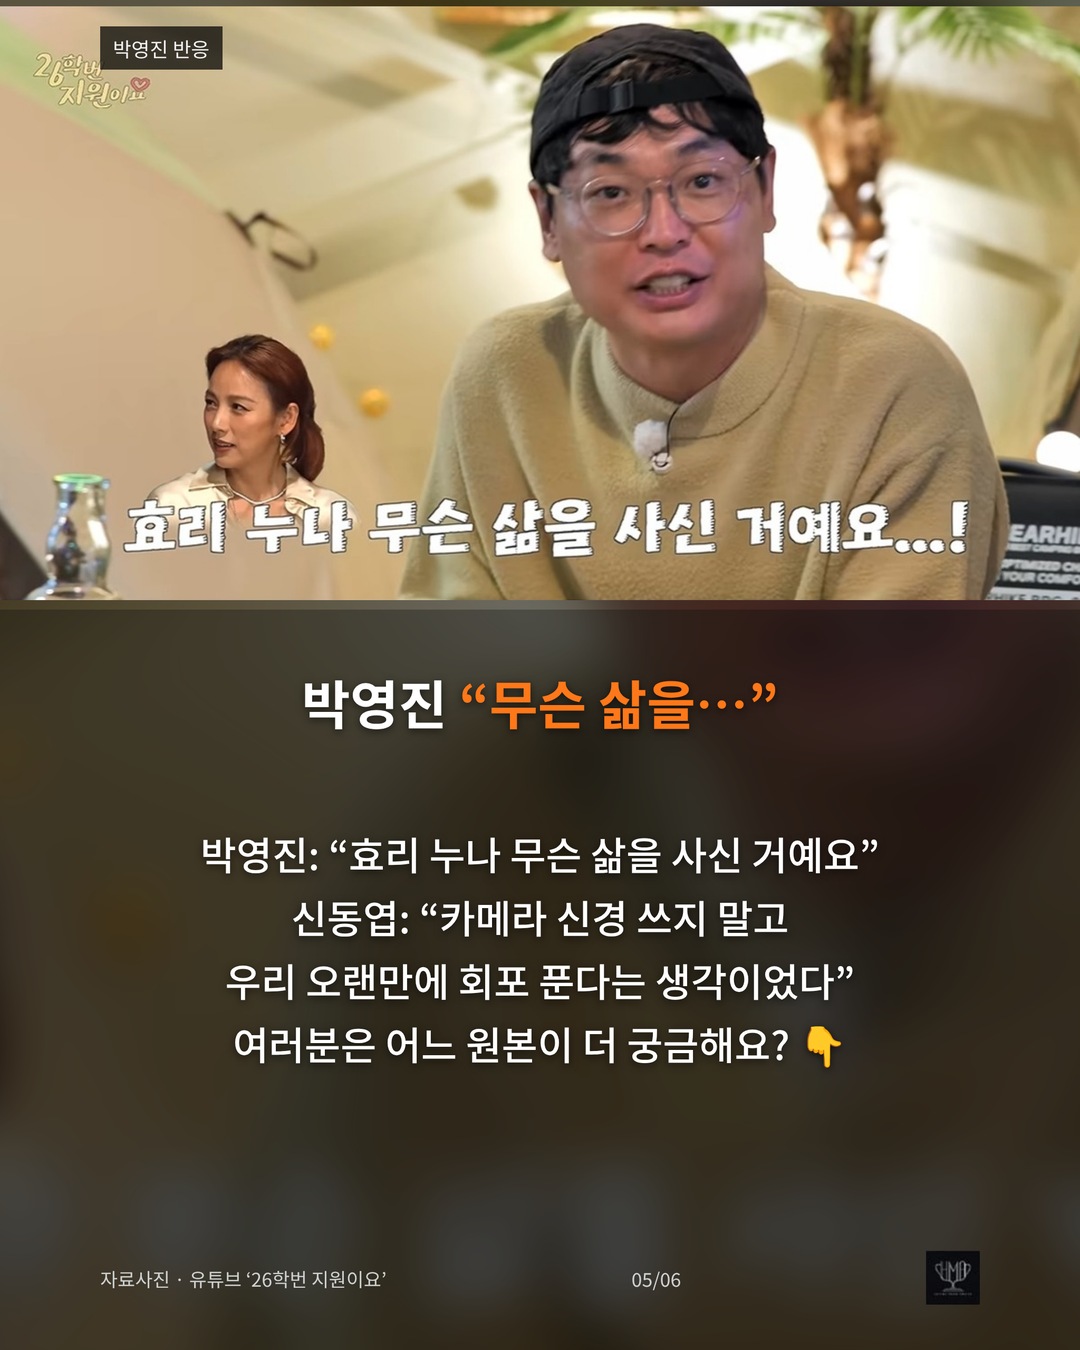 박영진 반응
26학번
지원이요
효리 누나 무슨 삶을 사신 거예요...!
박영진 “무슨 삶을…”
박영진: “효리 누나 무슨 삶을 사신 거예요”
신동엽: “카메라 신경 쓰지 말고
우리 오랜만에 회포 푼다는 생각이었다”
여러분은 어느 원본이 더 궁금해요? 👇
자료사진 · 유튜브 ‘26학번 지원이요’
05/06